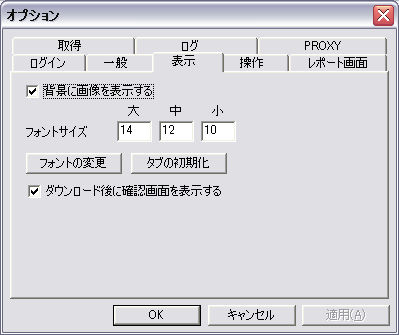 オプション
取得 ログ PROXY
ログイン 一般 表示 操作 レポート画面
背景に画像を表示する
大 中 小
フォントサイズ 14 12 10
フォントの変更 タブの初期化
ダウンロード後に確認画面を表示する
OK キャンセル 適用(A)